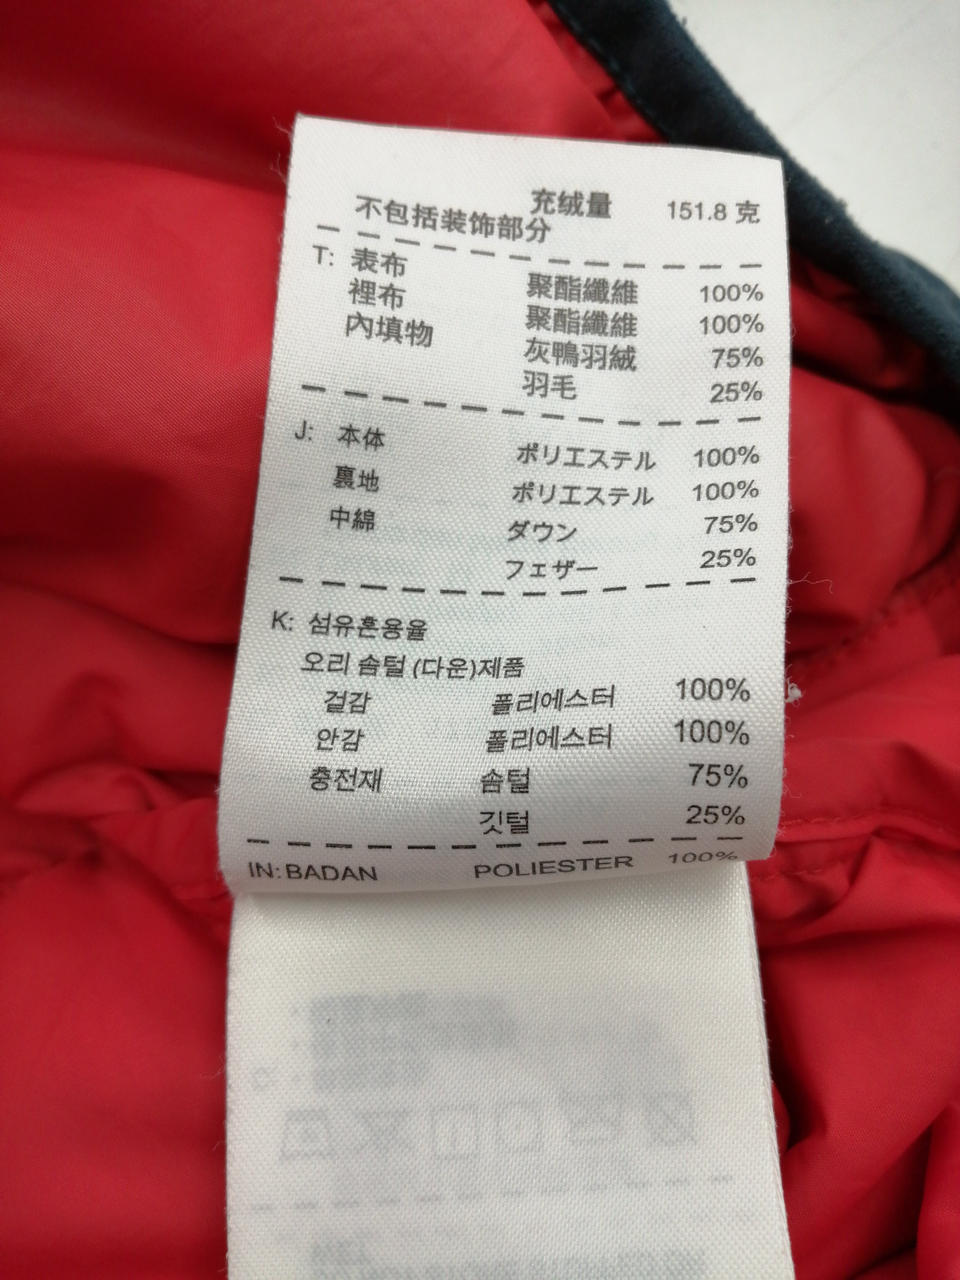 充绒量 151.8 克
不包括装饰部分
T: 表布 聚酯纖維 100%
裡布 聚酯纖維 100%
內填物 灰鴨羽絨 75%
羽毛 25%
J: 本体 ポリエステル 100%
裏地 ポリエステル 100%
中綿 ダウン 75%
フェザー 25%
K: 섬유혼용율
오리 솜털 (다운)제품
겉감 폴리에스터 100%
안감 폴리에스터 100%
충전재 솜털 75%
깃털 25%
IN: BADAN POLIESTER 100%